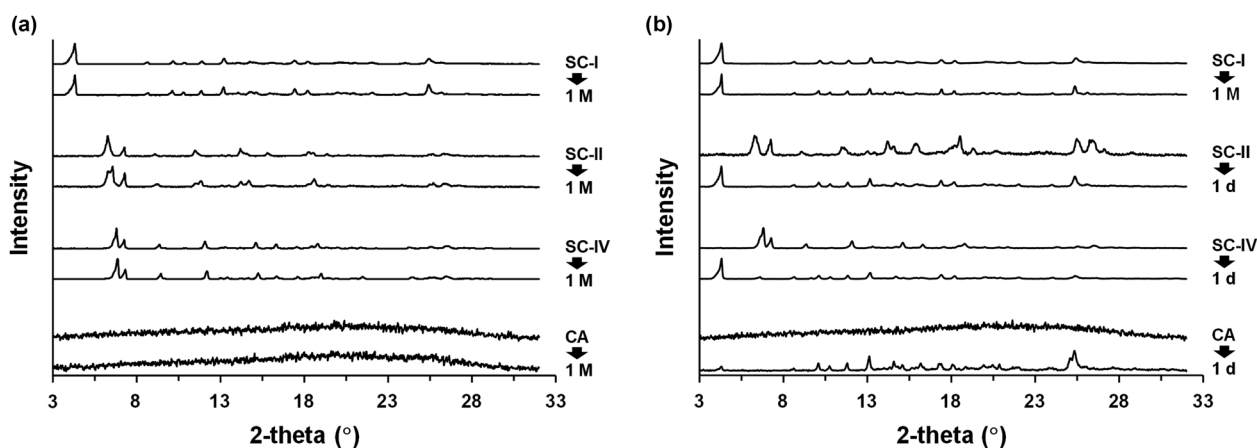 (a)
SC-I
1 M
SC-II
1 M
SC-IV
1 M
CA
1 M
Intensity
3 8 13 18 23 28 33
2-theta (°)
(b)
SC-I
1 M
SC-II
1 d
SC-IV
1 d
CA
1 d
Intensity
3 8 13 18 23 28 33
2-theta (°)